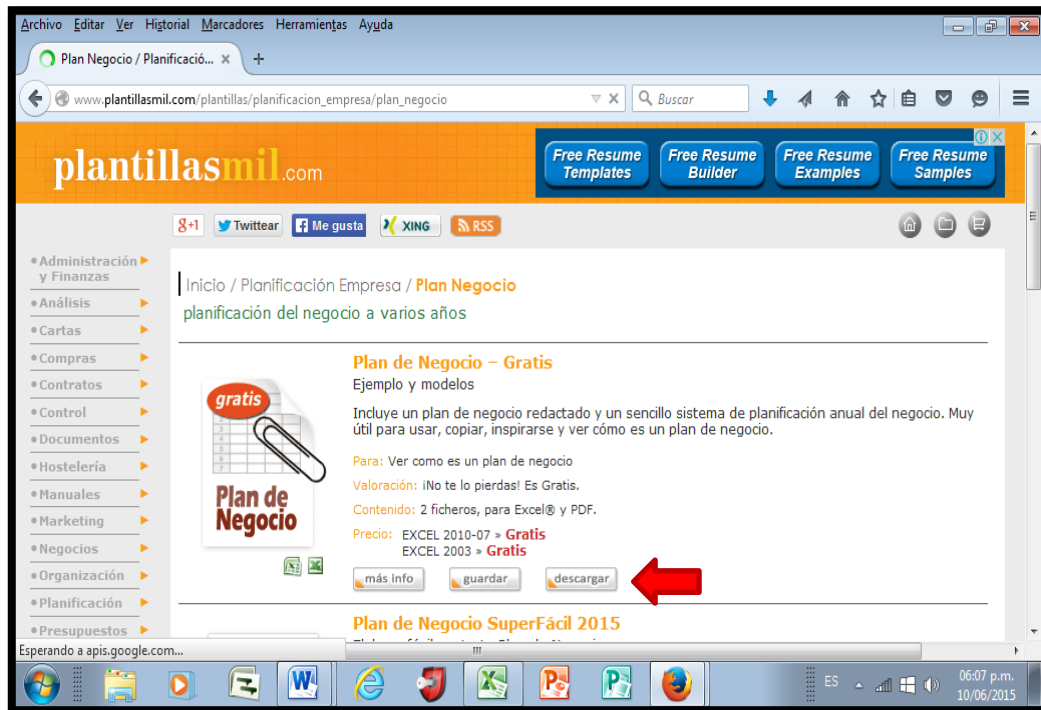 Archivo Editar Ver Historial Marcadores Herramientas Ayuda
Plan Negocio / Planificació...
www.plantillasmil.com/plantillas/planificacion_empresa/plan_negocio
Buscar
plantillasmil.com
Free Resume Templates
Free Resume Builder
Free Resume Examples
Free Resume Samples
g+1 Twittear f Me gusta XING RSS
Administración y Finanzas
Análisis
Cartas
Compras
Contratos
Control
Documentos
Hostelería
Manuales
Marketing
Negocios
Organización
Planificación
Presupuestos
Inicio / Planificación Empresa / Plan Negocio
planificación del negocio a varios años
gratis
Plan de
Negocio
Plan de Negocio – Gratis
Ejemplo y modelos
Incluye un plan de negocio redactado y un sencillo sistema de planificación anual del negocio. Muy
útil para usar, copiar, inspirarse y ver cómo es un plan de negocio.
Para: Ver como es un plan de negocio
Valoración: ¡No te lo pierdas! Es Gratis.
Contenido: 2 ficheros, para Excel® y PDF.
Precio: EXCEL 2010-07 » Gratis
EXCEL 2003 » Gratis
más info guardar descargar
Plan de Negocio SuperFácil 2015
Esperando a apis.google.com...
ES
06:07 p.m.
10/06/2015